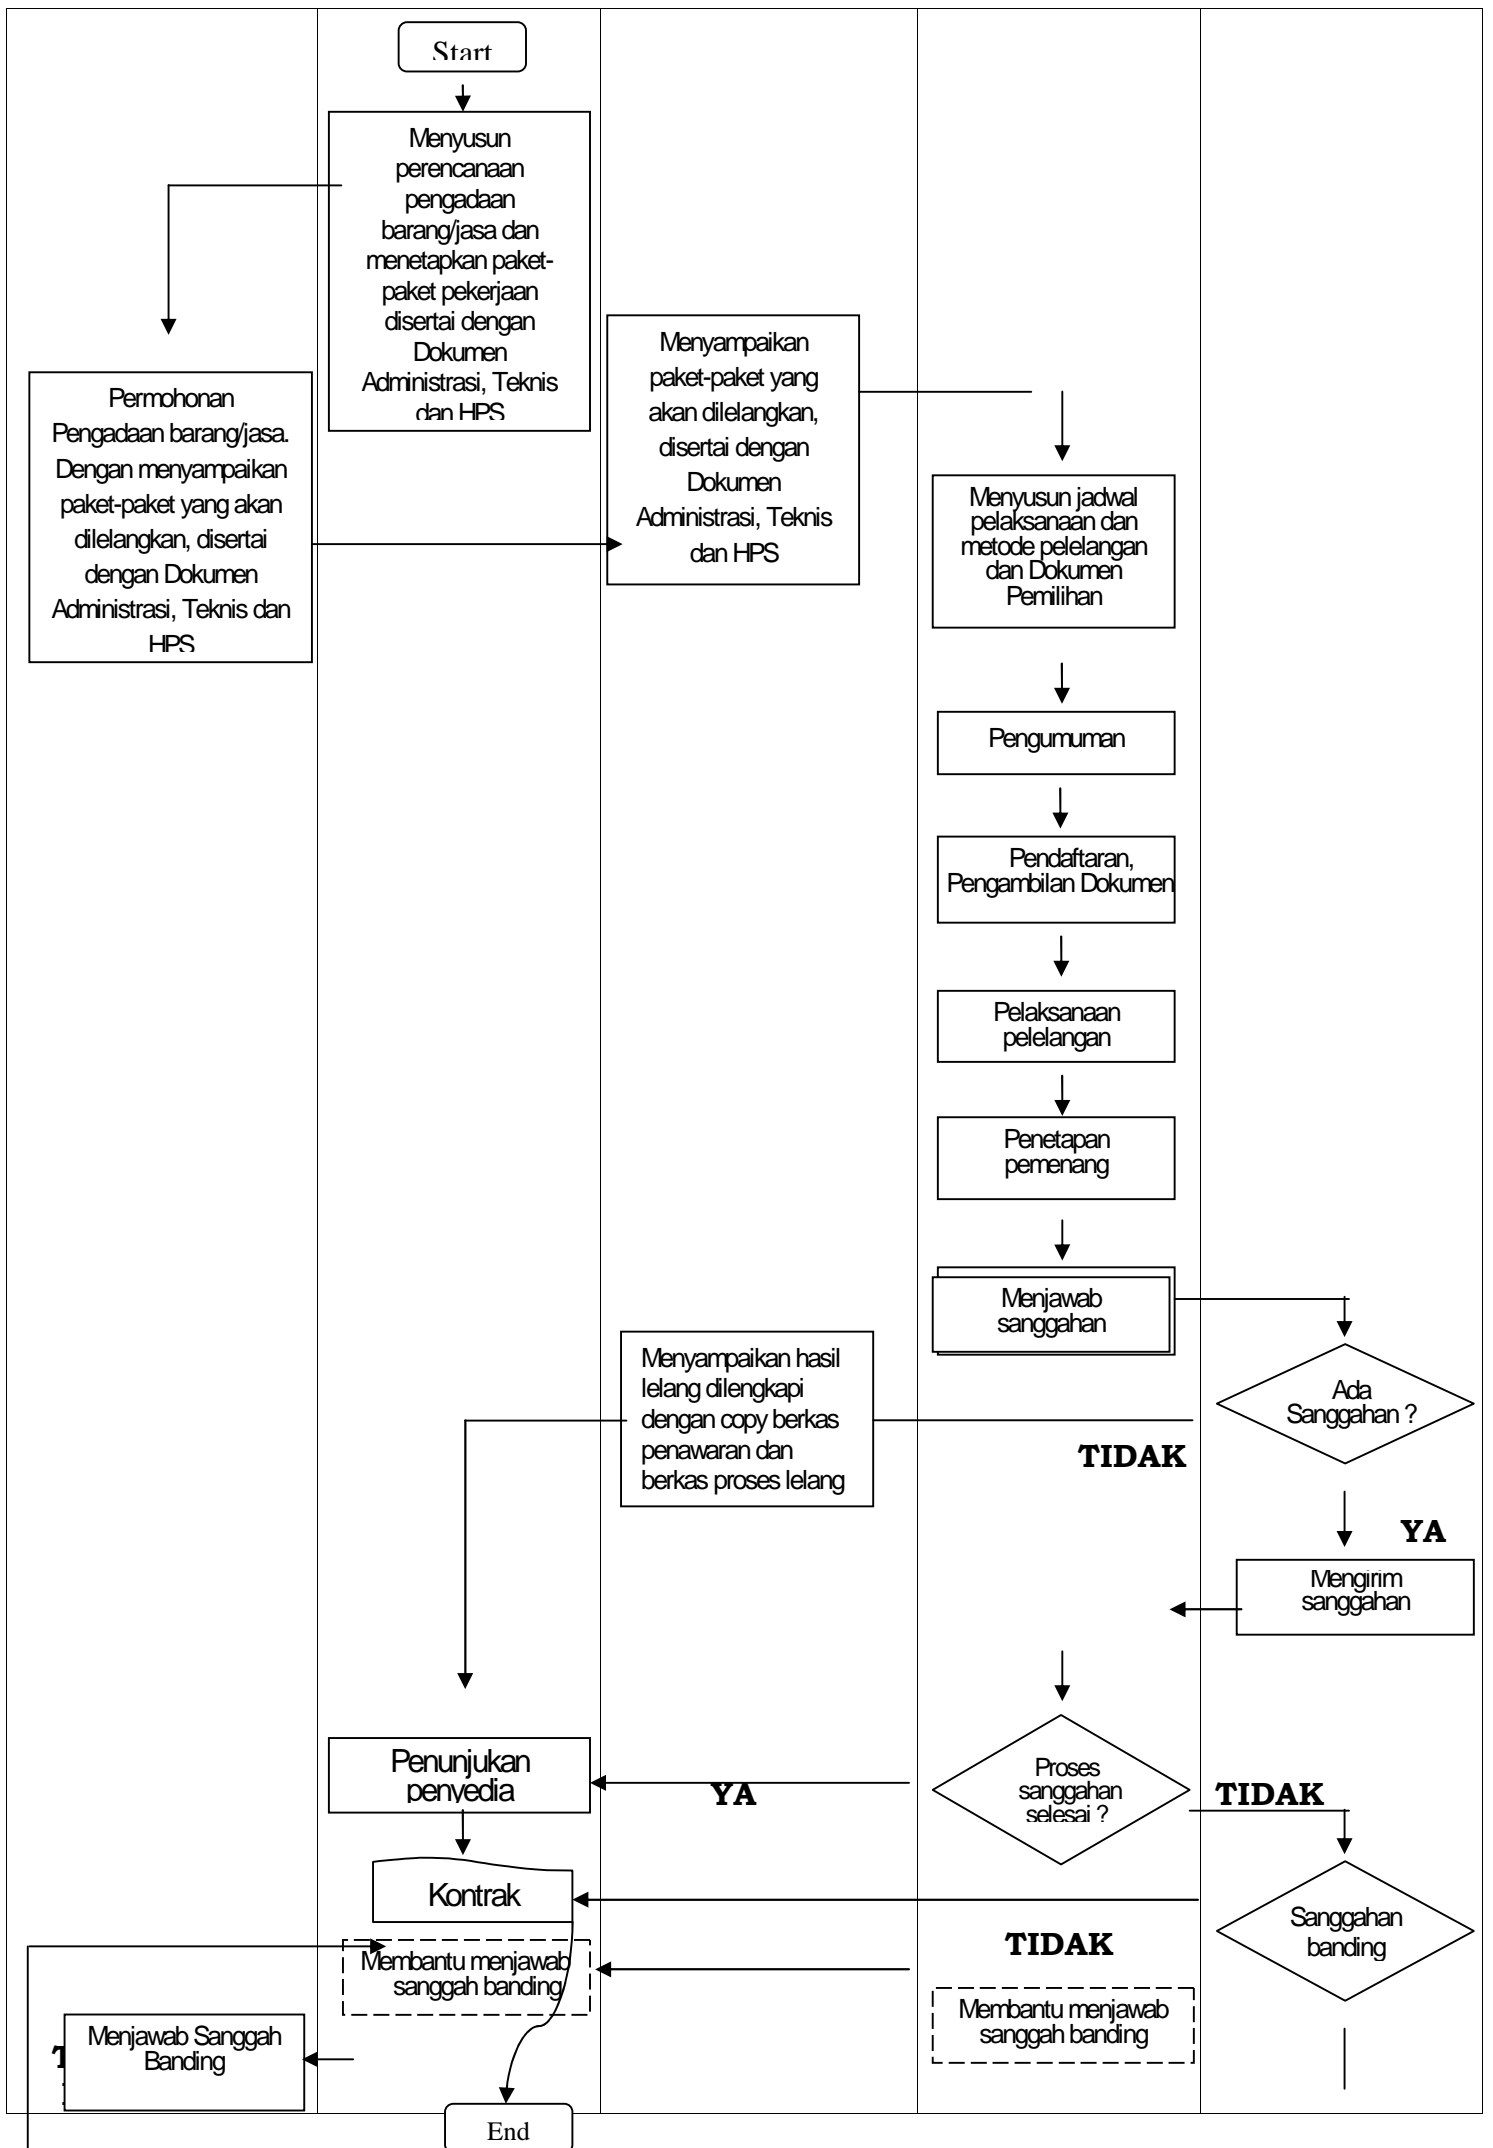 Start
Menyusun
perencanaan
pengadaan
barang/jasa dan
menetapkan paket-
paket pekerjaan
disertai dengan
Dokumen
Administrasi, Teknis
dan HPS
Permohonan
Pengadaan barang/jasa.
Dengan menyampaikan
paket-paket yang akan
dilelangkan, disertai
dengan Dokumen
Administrasi, Teknis dan
HPS
Menyampaikan
paket-paket yang
akan dilelangkan,
disertai dengan
Dokumen
Administrasi, Teknis
dan HPS
Menyusun jadwal
pelaksanaan dan
metode pelelangan
dan Dokumen
Pemilihan
Pengumuman
Pendaftaran,
Pengambilan Dokumen
Pelaksanaan
pelelangan
Penetapan
pemenang
Menjawab
sanggahan
Ada
Sanggahan ?
Menyampaikan hasil
lelang dilengkapi
dengan copy berkas
penawaran dan
berkas proses lelang
TIDAK
YA
Mengirim
sanggahan
Proses
sanggahan
selesai ?
Penunjukan
penyedia
YA
TIDAK
Kontrak
Sanggahan
banding
TIDAK
Membantu menjawab
sanggah banding
Membantu menjawab
sanggah banding
Menjawab Sanggah
Banding
End